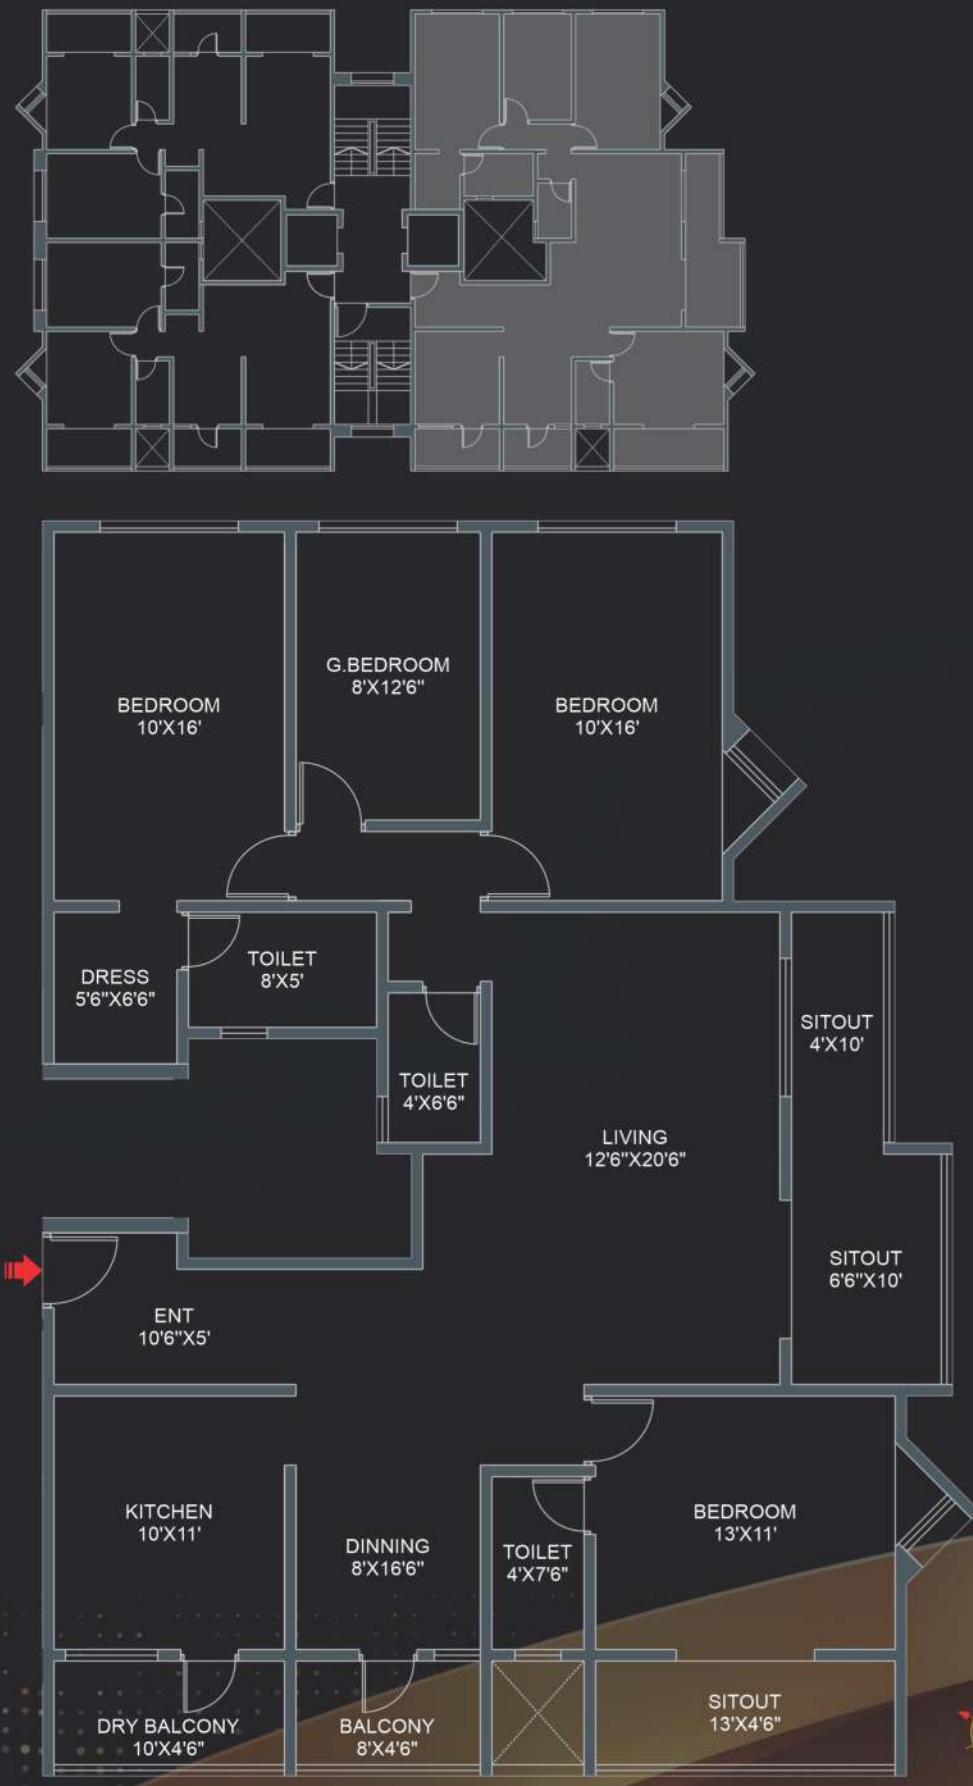 G.BEDROOM
8'X12'6"
BEDROOM
10'X16'
BEDROOM
10'X16'
TOILET
8'X5'
DRESS
5'6"X6'6"
SITOUT
4'X10'
TOILET
4'X6'6"
LIVING
12'6"X20'6"
SITOUT
6'6"X10'
ENT
10'6"X5'
KITCHEN
10'X11'
BEDROOM
13'X11'
DINNING
8'X16'6"
TOILET
4'X7'6"
SITOUT
13'X4'6"
DRY BALCONY
10'X4'6"
BALCONY
8'X4'6"